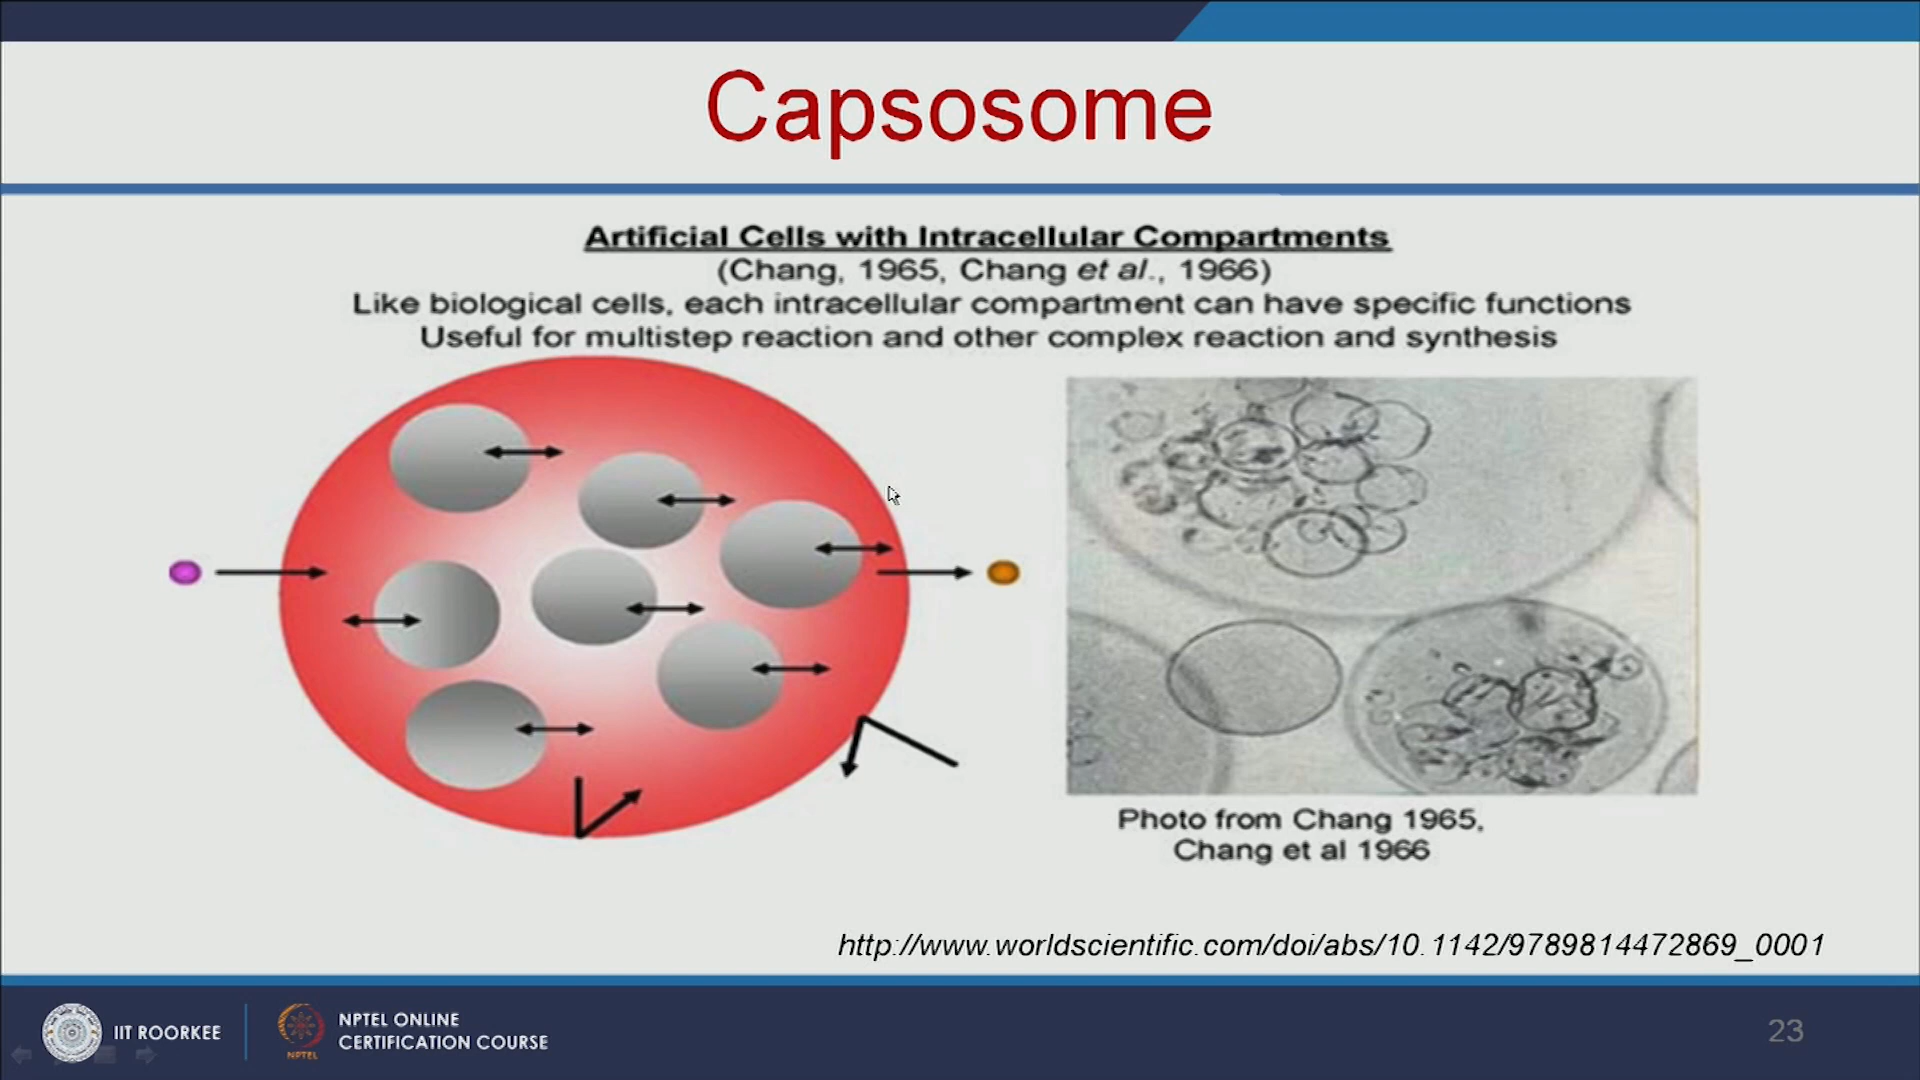 Capsosome
Artificial Cells with Intracellular Compartments
(Chang, 1965, Chang et al., 1966)
Like biological cells, each intracellular compartment can have specific functions
Useful for multistep reaction and other complex reaction and synthesis
Photo from Chang 1965,
Chang et al 1966
http://www.worldscientific.com/doi/abs/10.1142/9789814472869_0001
IIT ROORKEE
NPTEL
NPTEL ONLINE
CERTIFICATION COURSE
23